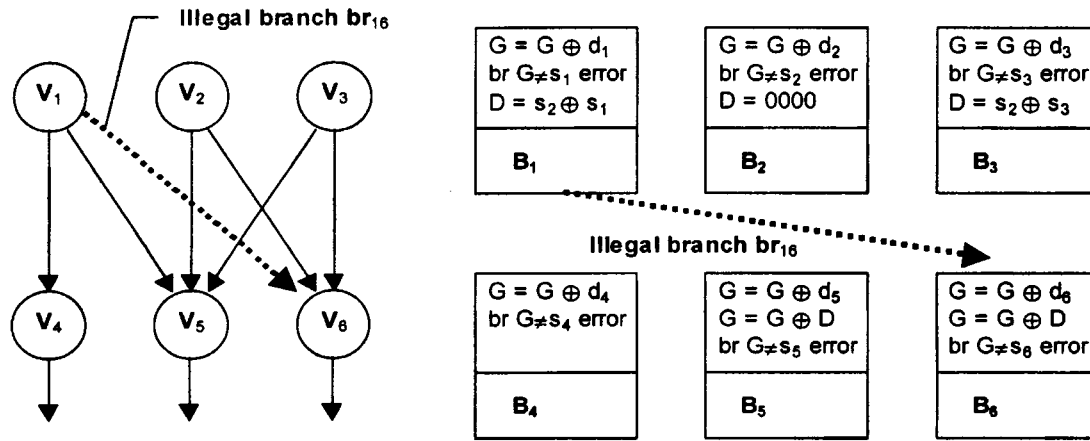 Illegal branch br₁₆
V₁
V₂
V₃
V₄
V₅
V₆
G = G ⊕ d₁
br G≠s₁ error
D = s₂ ⊕ s₁
B₁
G = G ⊕ d₂
br G≠s₂ error
D = 0000
B₂
G = G ⊕ d₃
br G≠s₃ error
D = s₂ ⊕ s₃
B₃
Illegal branch br₁₆
G = G ⊕ d₄
br G≠s₄ error
B₄
G = G ⊕ d₅
G = G ⊕ D
br G≠s₅ error
B₅
G = G ⊕ d₆
G = G ⊕ D
br G≠s₆ error
B₆